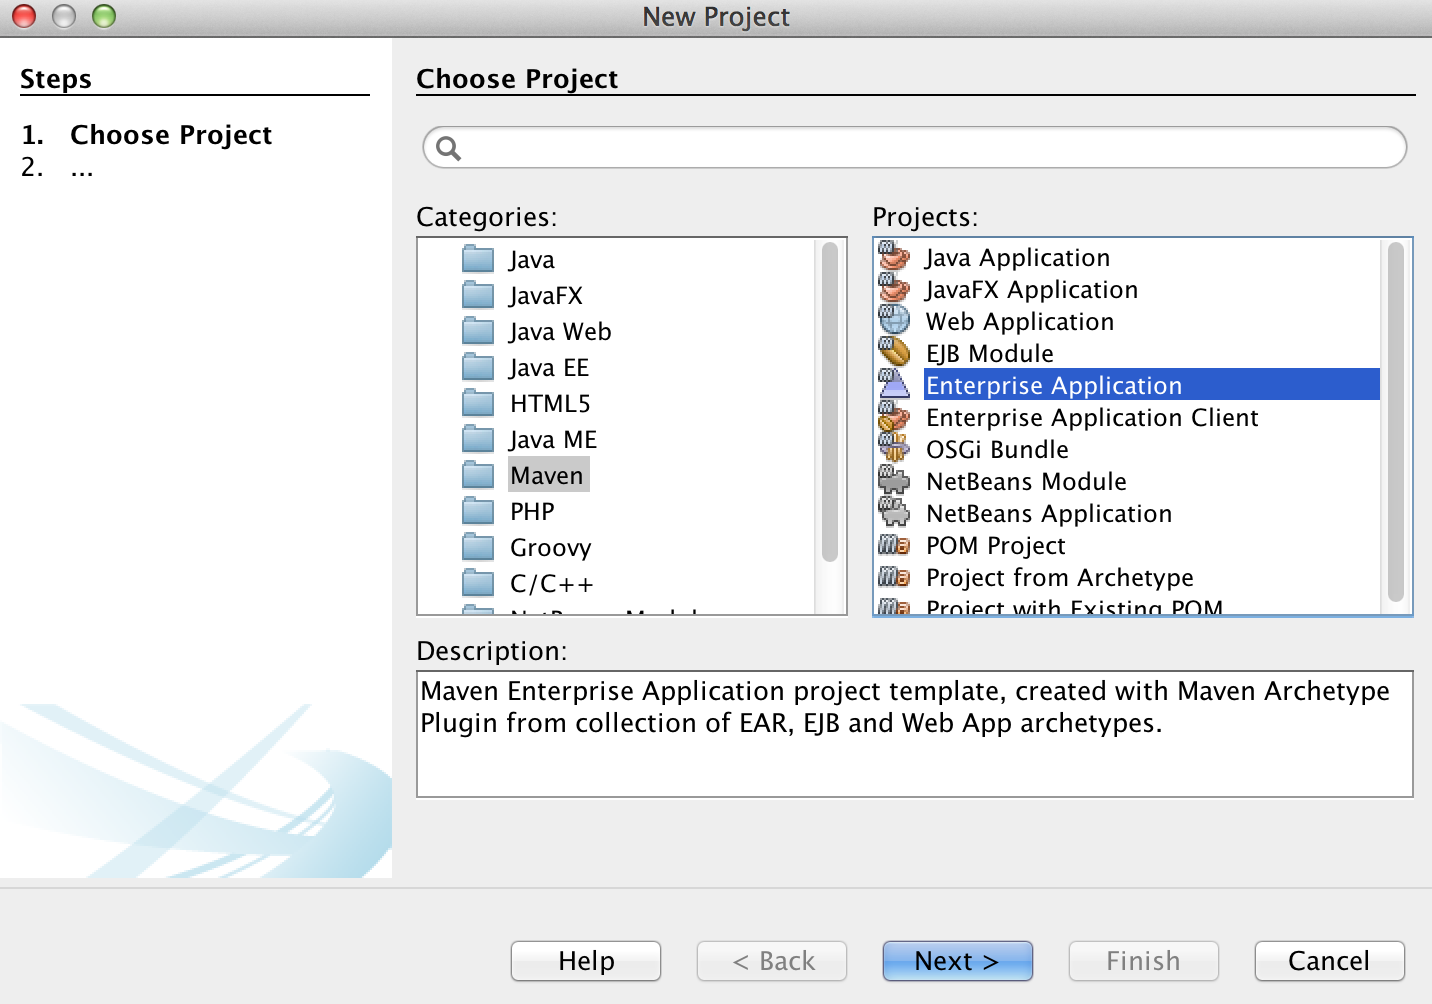 New Project
Steps
1. Choose Project
2. ...
Choose Project
Categories:
Java
JavaFX
Java Web
Java EE
HTML5
Java ME
Maven
PHP
Groovy
C/C++
Projects:
Java Application
JavaFX Application
Web Application
EJB Module
Enterprise Application
Enterprise Application Client
OSGi Bundle
NetBeans Module
NetBeans Application
POM Project
Project from Archetype
Project with Existing POM
Description:
Maven Enterprise Application project template, created with Maven Archetype
Plugin from collection of EAR, EJB and Web App archetypes.
Help
< Back
Next >
Finish
Cancel